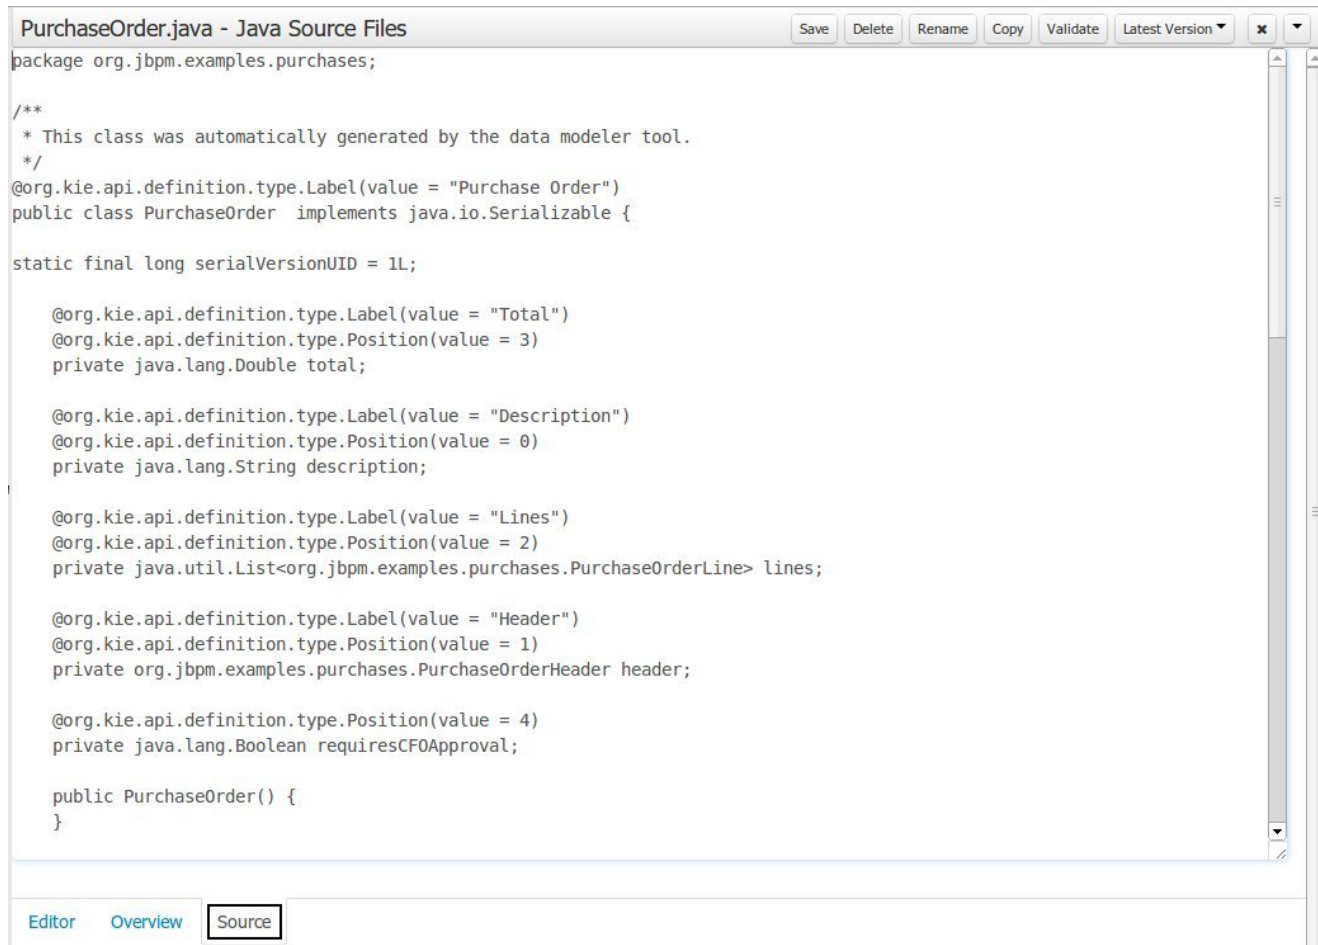 PurchaseOrder.java - Java Source Files
Save Delete Rename Copy Validate Latest Version
package org.jbpm.examples.purchases;
/**
 * This class was automatically generated by the data modeler tool.
 */
@org.kie.api.definition.type.Label(value = "Purchase Order")
public class PurchaseOrder  implements java.io.Serializable {
static final long serialVersionUID = 1L;
    @org.kie.api.definition.type.Label(value = "Total")
    @org.kie.api.definition.type.Position(value = 3)
    private java.lang.Double total;
    @org.kie.api.definition.type.Label(value = "Description")
    @org.kie.api.definition.type.Position(value = 0)
    private java.lang.String description;
    @org.kie.api.definition.type.Label(value = "Lines")
    @org.kie.api.definition.type.Position(value = 2)
    private java.util.List<org.jbpm.examples.purchases.PurchaseOrderLine> lines;
    @org.kie.api.definition.type.Label(value = "Header")
    @org.kie.api.definition.type.Position(value = 1)
    private org.jbpm.examples.purchases.PurchaseOrderHeader header;
    @org.kie.api.definition.type.Position(value = 4)
    private java.lang.Boolean requiresCFOApproval;
    public PurchaseOrder() {
    }
Editor Overview Source